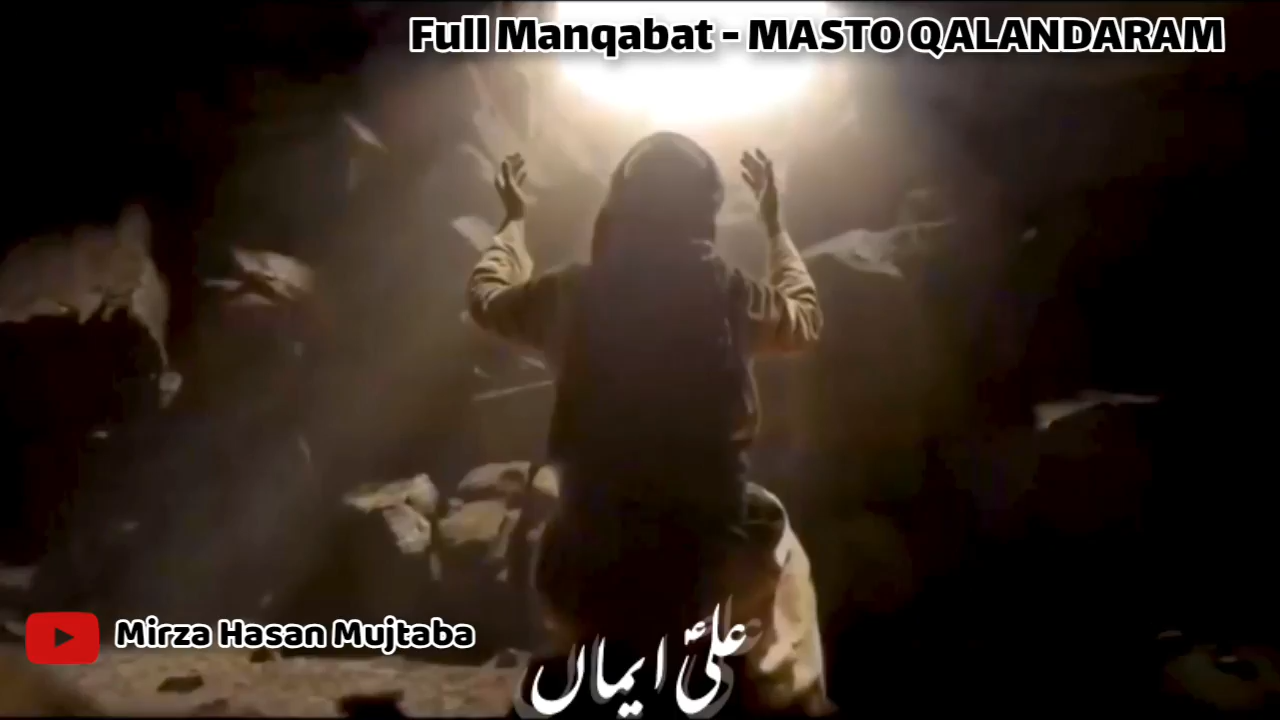 Full Manqabat - MASTO QALANDARAM
Mirza Hasan Mujtaba
علیؑ ایماں